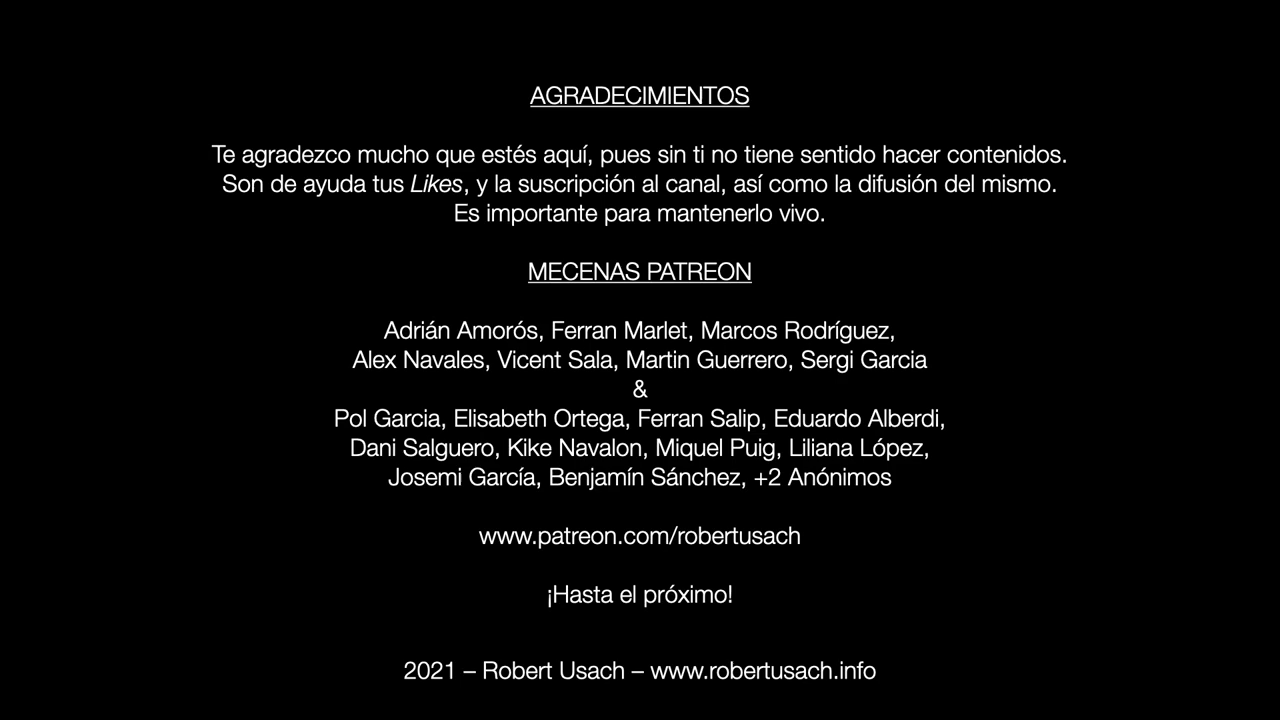 AGRADECIMIENTOS
Te agradezco mucho que estés aquí, pues sin ti no tiene sentido hacer contenidos.
Son de ayuda tus Likes, y la suscripción al canal, así como la difusión del mismo.
Es importante para mantenerlo vivo.
MECENAS PATREON
Adrián Amorós, Ferran Marlet, Marcos Rodríguez,
Alex Navales, Vicent Sala, Martin Guerrero, Sergi Garcia
&
Pol Garcia, Elisabeth Ortega, Ferran Salip, Eduardo Alberdi,
Dani Salguero, Kike Navalon, Miquel Puig, Liliana López,
Josemi García, Benjamín Sánchez, +2 Anónimos
www.patreon.com/robertusach
¡Hasta el próximo!
2021 – Robert Usach – www.robertusach.info